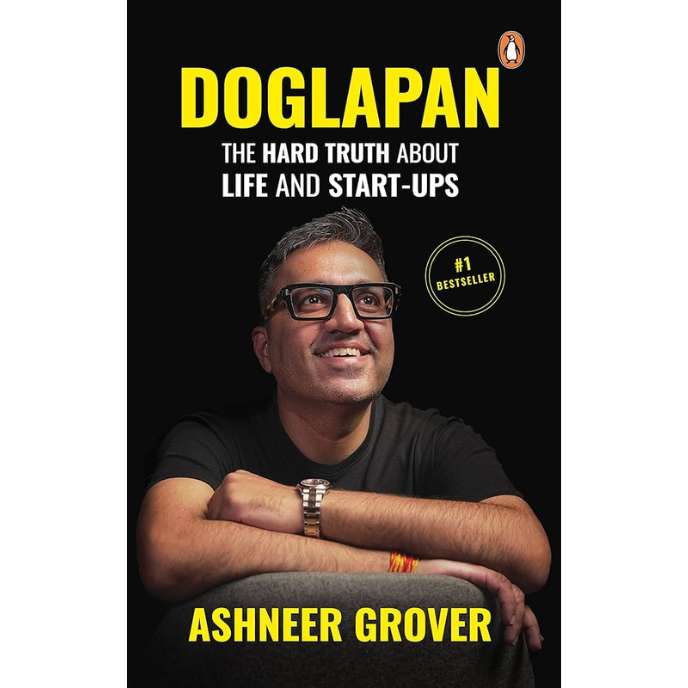 DOGLAPAN
THE HARD TRUTH ABOUT
LIFE AND START-UPS
#1
BESTSELLER
ASHNEER GROVER